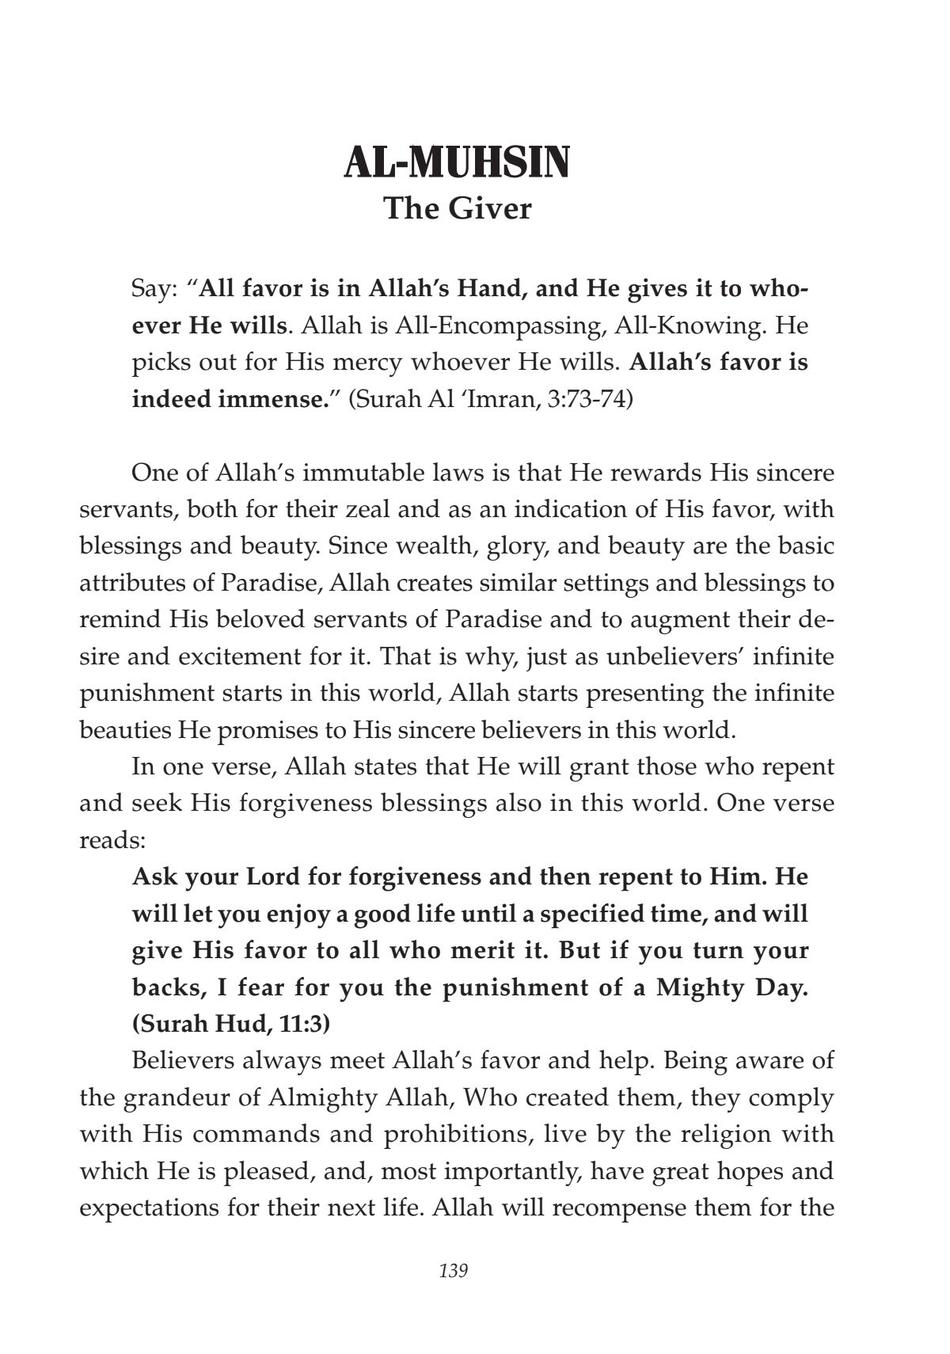 AL-MUHSIN
The Giver
Say: “All favor is in Allah’s Hand, and He gives it to who-
ever He wills. Allah is All-Encompassing, All-Knowing. He
picks out for His mercy whoever He wills. Allah’s favor is
indeed immense.” (Surah Al ‘Imran, 3:73-74)
One of Allah’s immutable laws is that He rewards His sincere
servants, both for their zeal and as an indication of His favor, with
blessings and beauty. Since wealth, glory, and beauty are the basic
attributes of Paradise, Allah creates similar settings and blessings to
remind His beloved servants of Paradise and to augment their de-
sire and excitement for it. That is why, just as unbelievers’ infinite
punishment starts in this world, Allah starts presenting the infinite
beauties He promises to His sincere believers in this world.
In one verse, Allah states that He will grant those who repent
and seek His forgiveness blessings also in this world. One verse
reads:
Ask your Lord for forgiveness and then repent to Him. He
will let you enjoy a good life until a specified time, and will
give His favor to all who merit it. But if you turn your
backs, I fear for you the punishment of a Mighty Day.
(Surah Hud, 11:3)
Believers always meet Allah’s favor and help. Being aware of
the grandeur of Almighty Allah, Who created them, they comply
with His commands and prohibitions, live by the religion with
which He is pleased, and, most importantly, have great hopes and
expectations for their next life. Allah will recompense them for the
139